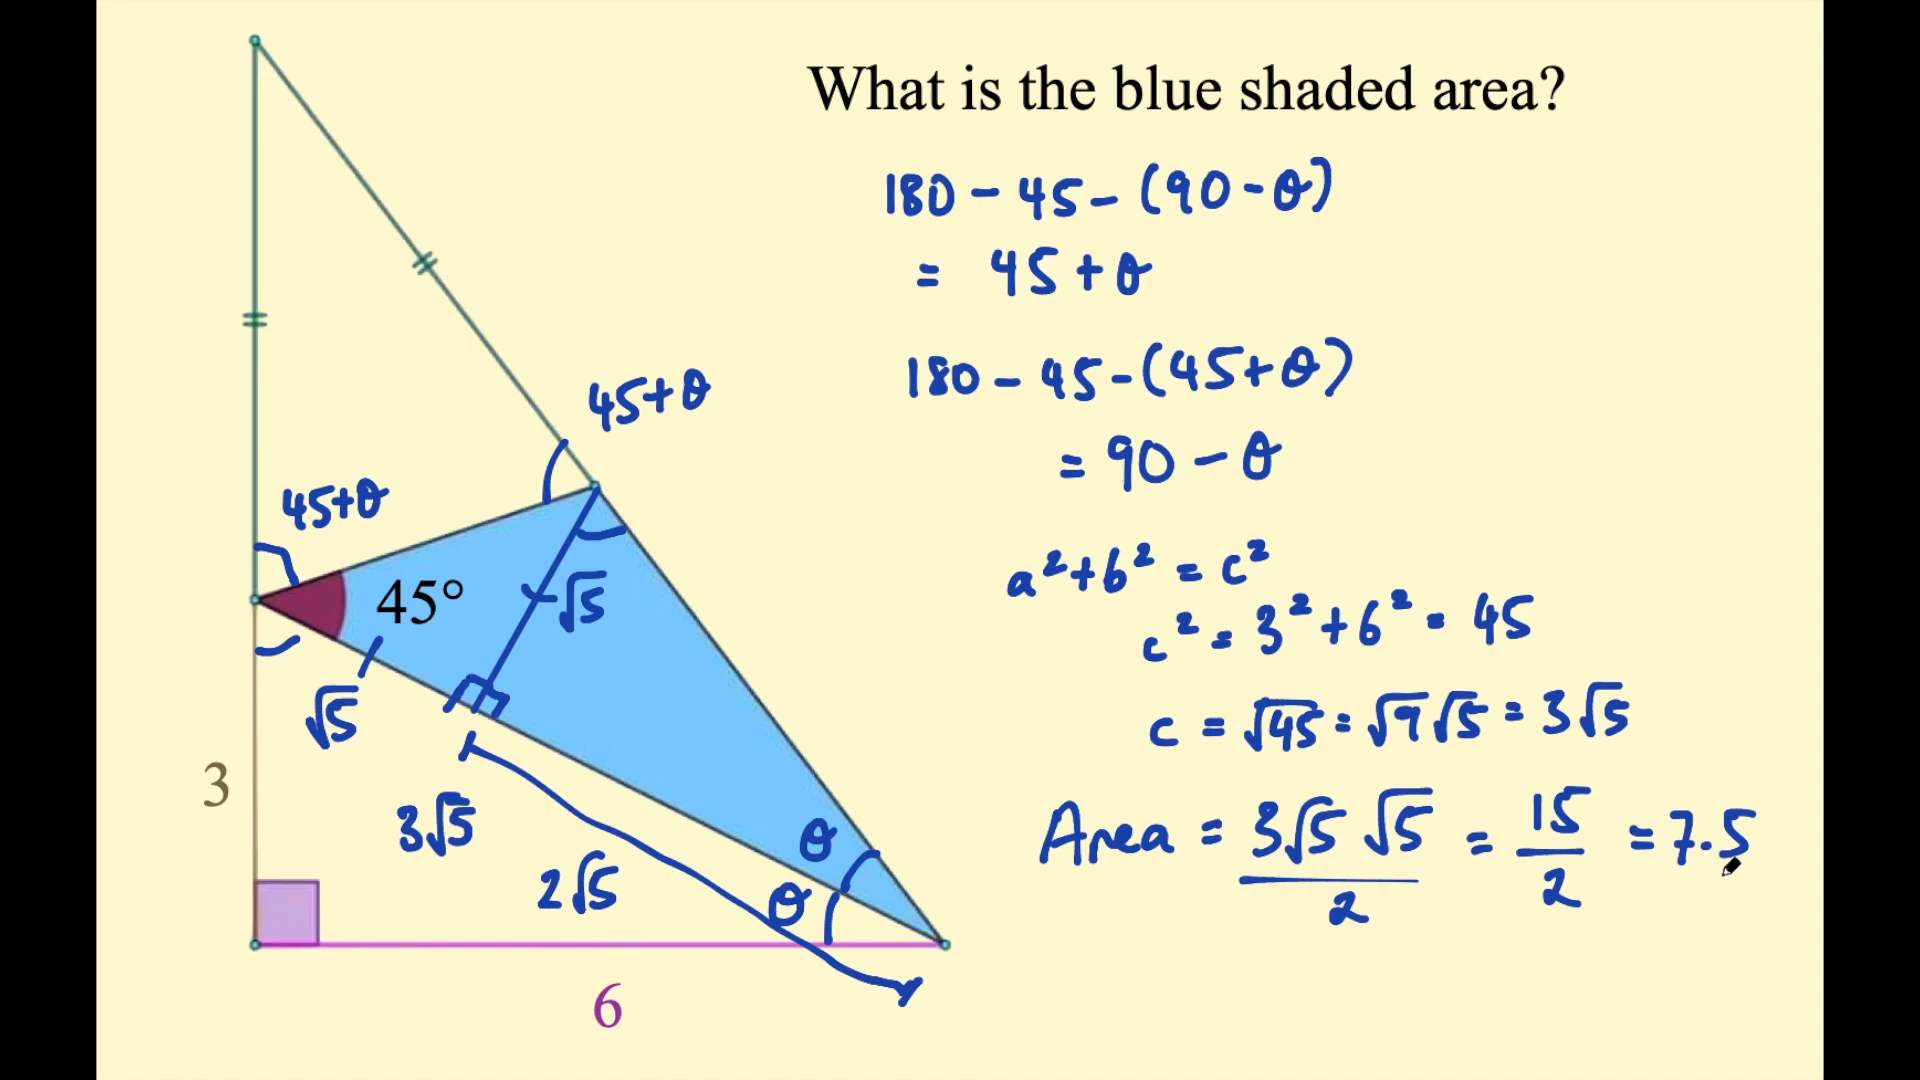 What is the blue shaded area?
180 - 45 - (90 - θ)
= 45 + θ
180 - 45 - (45 + θ)
= 90 - θ
45+θ
45+θ
45°
√5
√5
a²+b² = c²
c² = 3²+6² = 45
c = √45 = √9 √5 = 3√5
3
3√5
2√5
θ
θ
6
Area = 3√5 √5 / 2 = 15 / 2 = 7.5